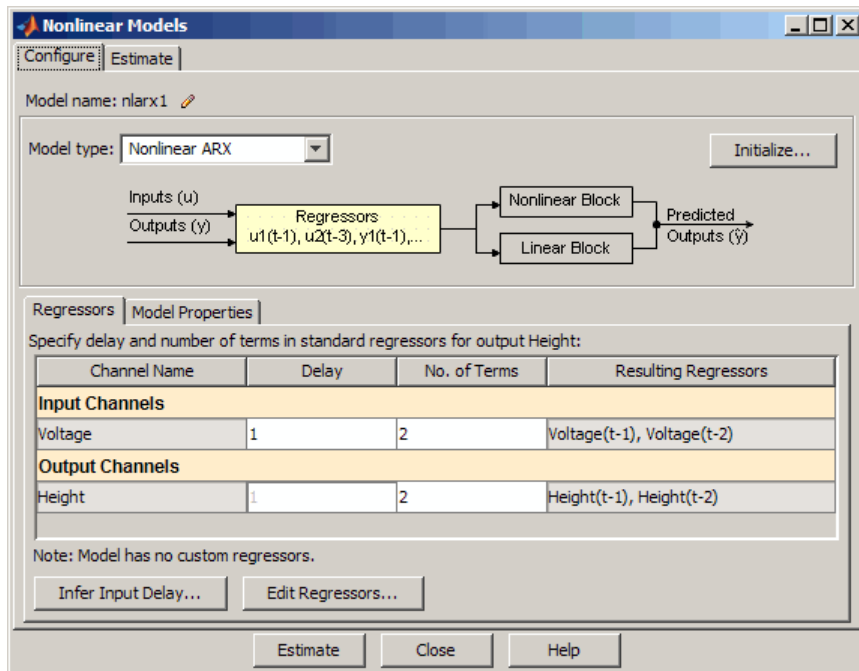 Nonlinear Models
Configure Estimate
Model name: nlarx1
Model type: Nonlinear ARX Initialize...
Inputs (u)
Outputs (y)
Regressors
u1(t-1), u2(t-3), y1(t-1),...
Nonlinear Block
Linear Block
Predicted
Outputs (ŷ)
Regressors Model Properties
Specify delay and number of terms in standard regressors for output Height:
Channel Name Delay No. of Terms Resulting Regressors
Input Channels
Voltage 1 2 Voltage(t-1), Voltage(t-2)
Output Channels
Height 1 2 Height(t-1), Height(t-2)
Note: Model has no custom regressors.
Infer Input Delay... Edit Regressors...
Estimate Close Help